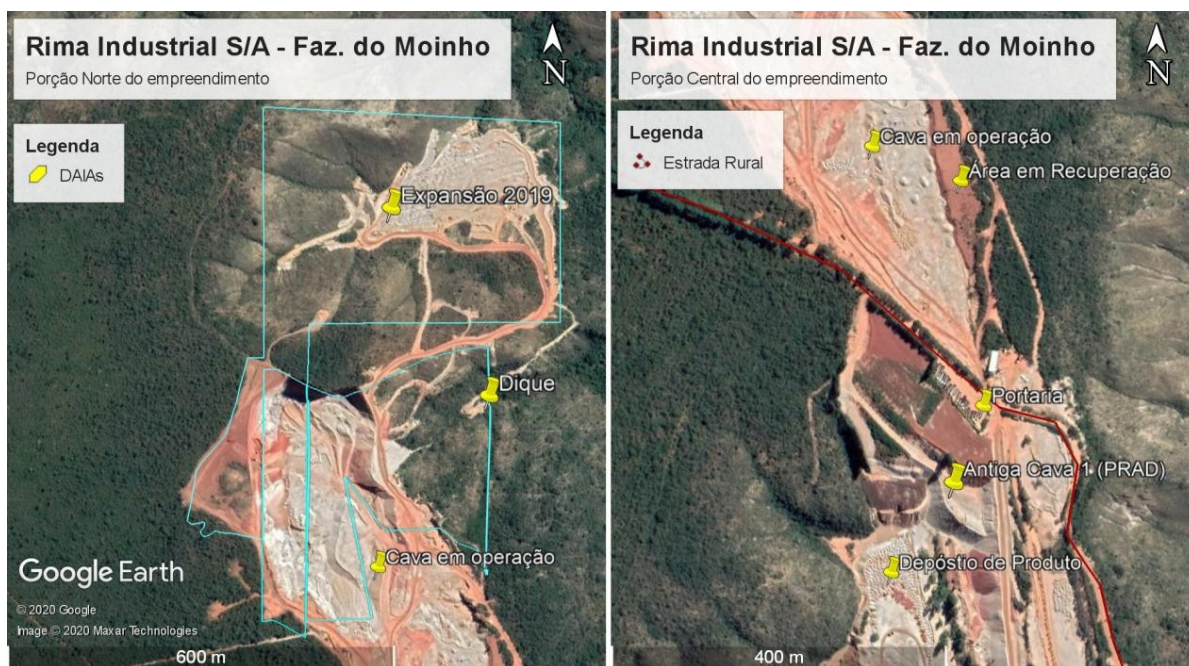 Rima Industrial S/A - Faz. do Moinho
Porção Norte do empreendimento
N
Legenda
DAIAs
Expansão 2019
Dique
Cava em operação
Google Earth
© 2020 Google
Image © 2020 Maxar Technologies
600 m
Rima Industrial S/A - Faz. do Moinho
Porção Central do empreendimento
N
Legenda
Estrada Rural
Cava em operação
Área em Recuperação
Portaria
Antiga Cava 1 (PRAD)
Depóstio de Produto
400 m